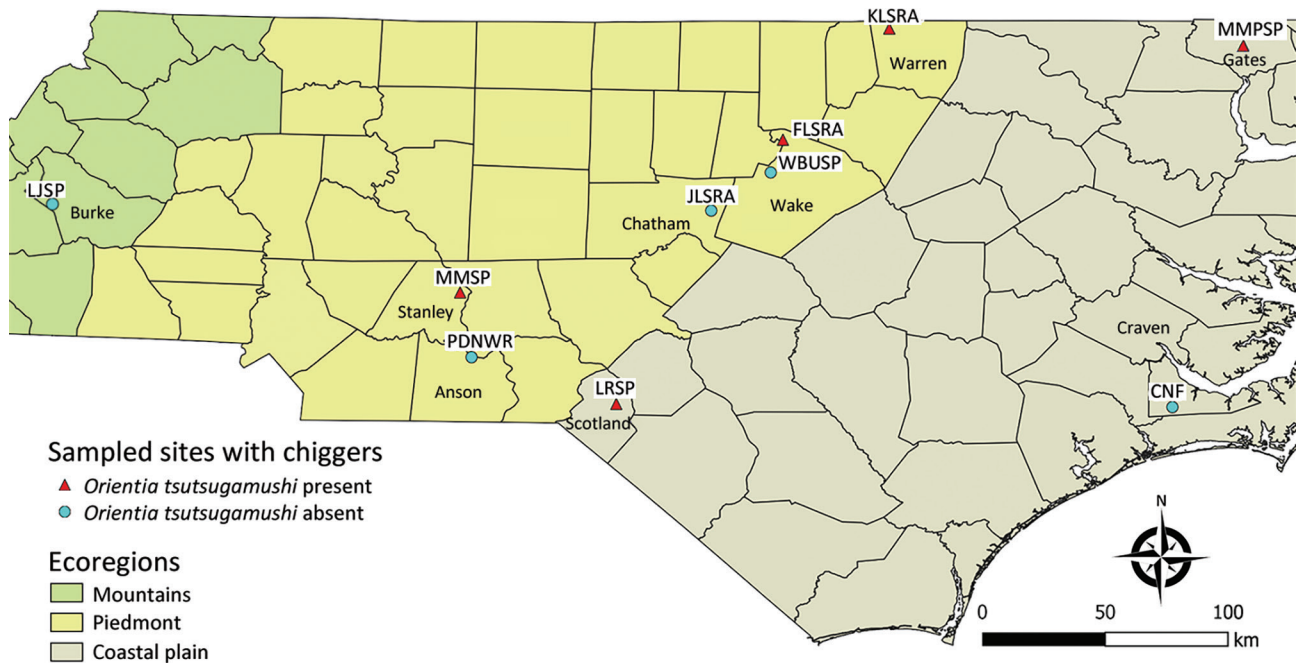 KLSRA
MMPSP
Gates
Warren
FLSRA
WBUSP
LJSP
Burke
JLSRA
Wake
Chatham
MMSP
Stanley
Craven
PDNWR
Anson
LRSP
CNF
Scotland
Sampled sites with chiggers
Orientia tsutsugamushi present
Orientia tsutsugamushi absent
Ecoregions
Mountains
Piedmont
Coastal plain
N
0 50 100
km